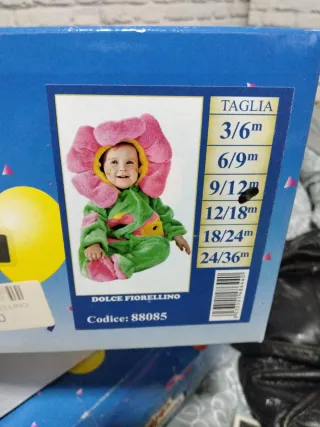 TAGLIA
3/6m
6/9m
9/12m
12/18m
18/24m
24/36m
DOLCE FIORELLINO
Codice: 88085